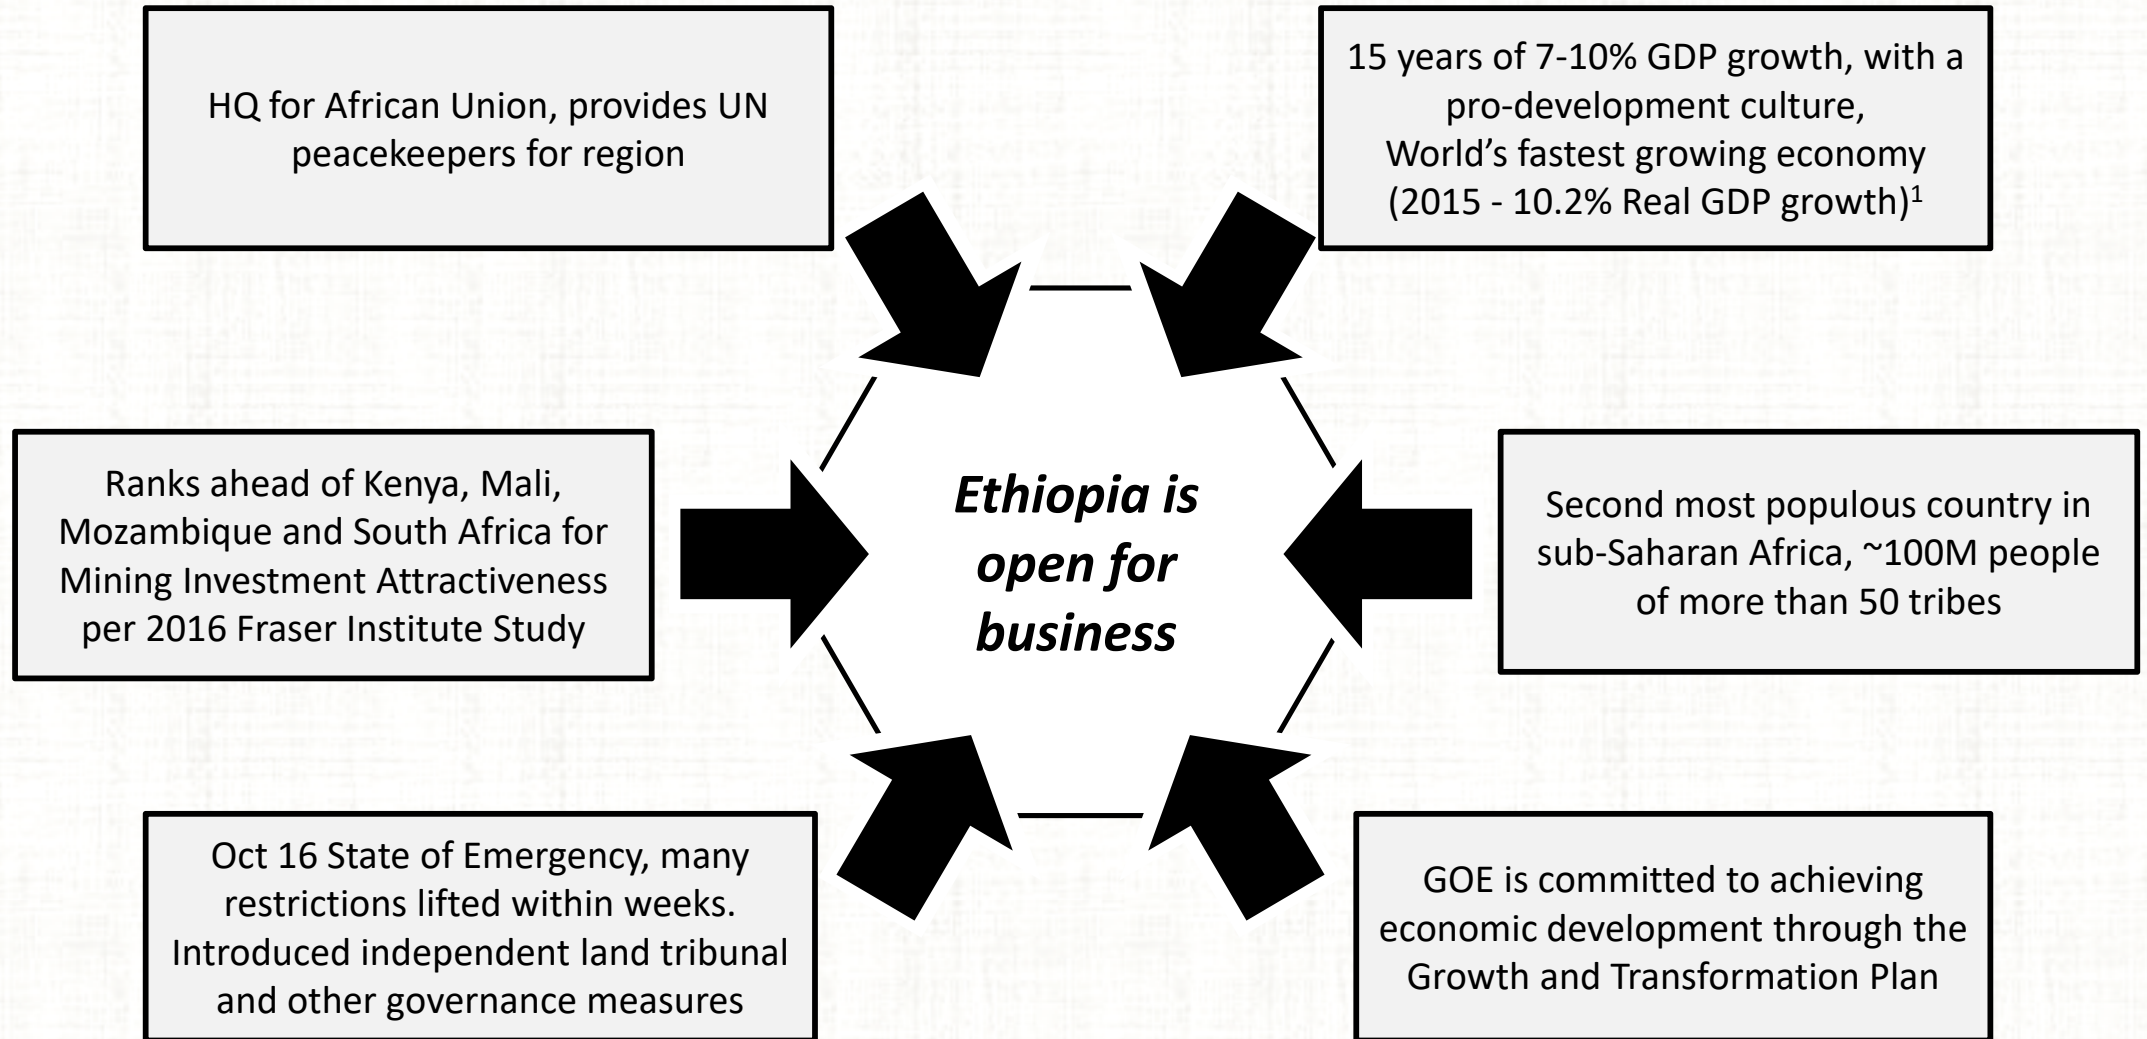 HQ for African Union, provides UN
peacekeepers for region
15 years of 7-10% GDP growth, with a
pro-development culture,
World’s fastest growing economy
(2015 - 10.2% Real GDP growth)¹
Ranks ahead of Kenya, Mali,
Mozambique and South Africa for
Mining Investment Attractiveness
per 2016 Fraser Institute Study
Ethiopia is
open for
business
Second most populous country in
sub-Saharan Africa, ~100M people
of more than 50 tribes
Oct 16 State of Emergency, many
restrictions lifted within weeks.
Introduced independent land tribunal
and other governance measures
GOE is committed to achieving
economic development through the
Growth and Transformation Plan